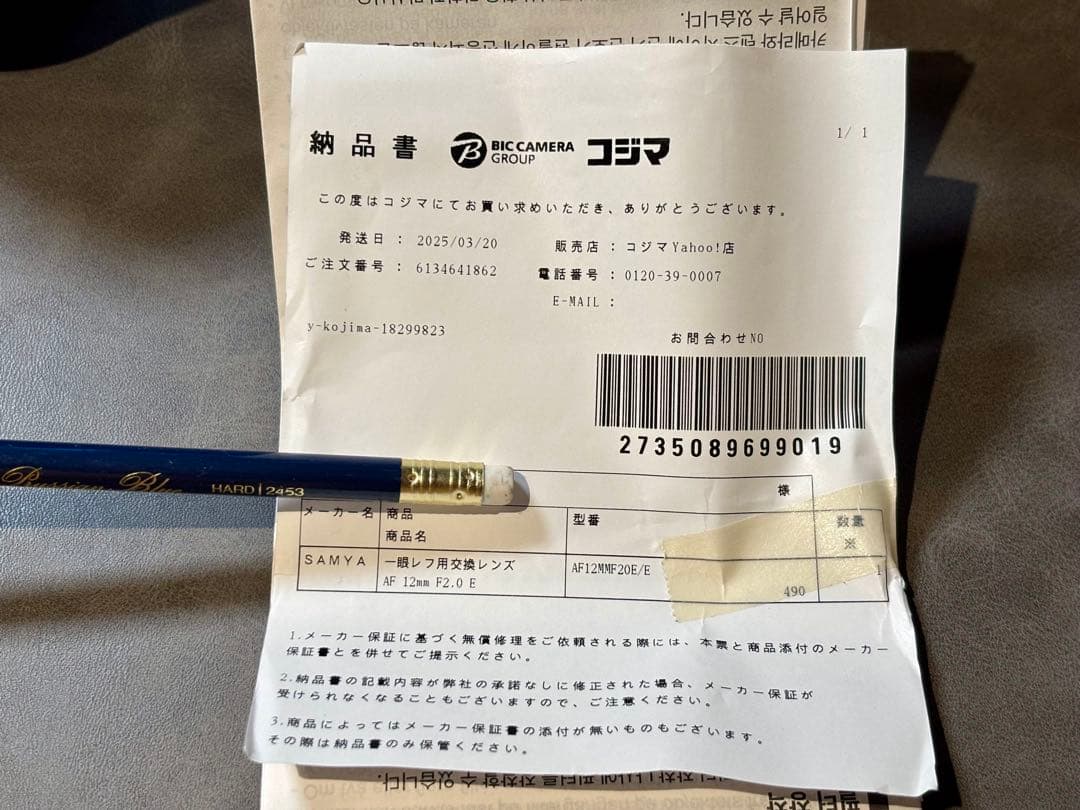 일어날 수 있습니다.
納品書 BIC CAMERA GROUP コジマ
1/ 1
この度はコジマにてお買い求めいただき、ありがとうございます。
発送日 : 2025/03/20
販売店 : コジマYahoo!店
ご注文番号 : 6134641862
電話番号 : 0120-39-0007
E-MAIL :
y-kojima-18299823
お問合わせNO
2735089699019
様
Russian Blue HARD 2453
メーカー名
商品
商品名
型番
数量
※
SAMYA
一眼レフ用交換レンズ
AF 12mm F2.0 E
AF12MMF20E/E
490
1
1.メーカー保証に基づく無償修理をご依頼される際には、本票と商品添付のメーカー
保証書とを併せてご提示ください。
2.納品書の記載内容が弊社の承諾なしに修正された場合、メーカー保証が
受けられなくなることもございますので、ご注意ください。
3.商品によってはメーカー保証書の添付が無いものもございます。
その際は納品書のみ保管ください。